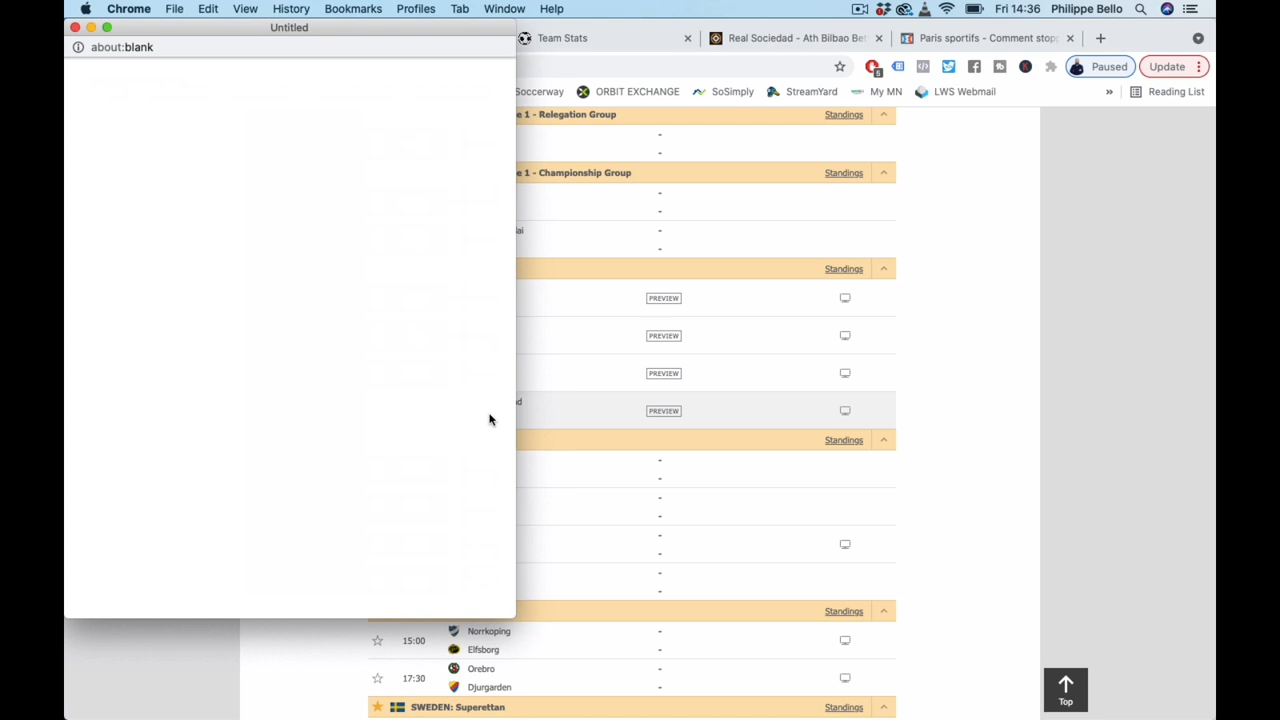 Chrome File Edit View History Bookmarks Profiles Tab Window Help Fri 14:36 Philippe Bello
Untitled
about:blank
Team Stats Real Sociedad - Ath Bilbao Be Paris sportifs - Comment stop
5 Paused Update
Soccerway ORBIT EXCHANGE SoSimply StreamYard My MN LWS Webmail » Reading List
e 1 - Relegation Group Standings
-
-
e 1 - Championship Group Standings
-
-
lai -
-
Standings
PREVIEW
PREVIEW
PREVIEW
d
PREVIEW
Standings
-
-
-
-
-
-
-
-
Standings
15:00 Norrkoping -
Elfsborg -
17:30 Orebro -
Djurgarden -
SWEDEN: Superettan Standings
Top